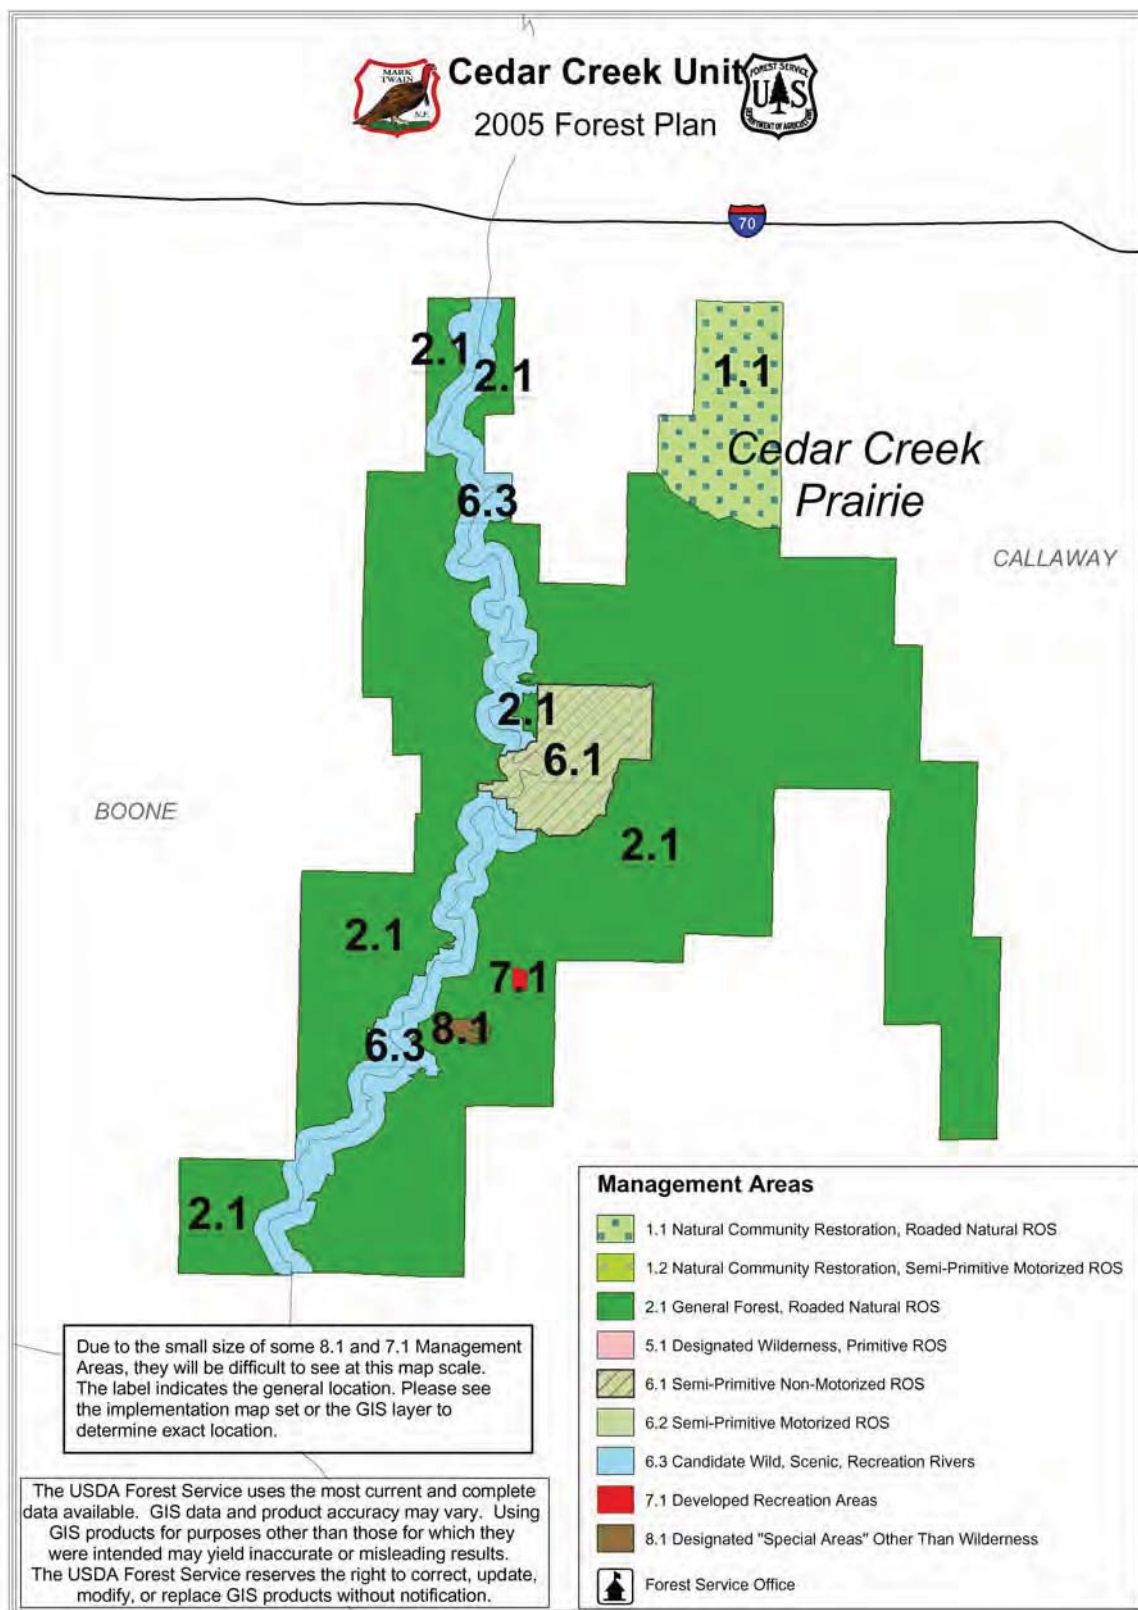 MARK
TWAIN
N.F.
Cedar Creek Unit
2005 Forest Plan
FOREST SERVICE
U S
DEPARTMENT OF AGRICULTURE
70
2.1
2.1
1.1
Cedar Creek
Prairie
6.3
CALLAWAY
2.1
6.1
BOONE
2.1
2.1
7.1
8.1
6.3
2.1
Management Areas
1.1 Natural Community Restoration, Roaded Natural ROS
1.2 Natural Community Restoration, Semi-Primitive Motorized ROS
2.1 General Forest, Roaded Natural ROS
5.1 Designated Wilderness, Primitive ROS
6.1 Semi-Primitive Non-Motorized ROS
6.2 Semi-Primitive Motorized ROS
6.3 Candidate Wild, Scenic, Recreation Rivers
7.1 Developed Recreation Areas
8.1 Designated "Special Areas" Other Than Wilderness
Forest Service Office
Due to the small size of some 8.1 and 7.1 Management
Areas, they will be difficult to see at this map scale.
The label indicates the general location. Please see
the implementation map set or the GIS layer to
determine exact location.
The USDA Forest Service uses the most current and complete
data available. GIS data and product accuracy may vary. Using
GIS products for purposes other than those for which they
were intended may yield inaccurate or misleading results.
The USDA Forest Service reserves the right to correct, update,
modify, or replace GIS products without notification.